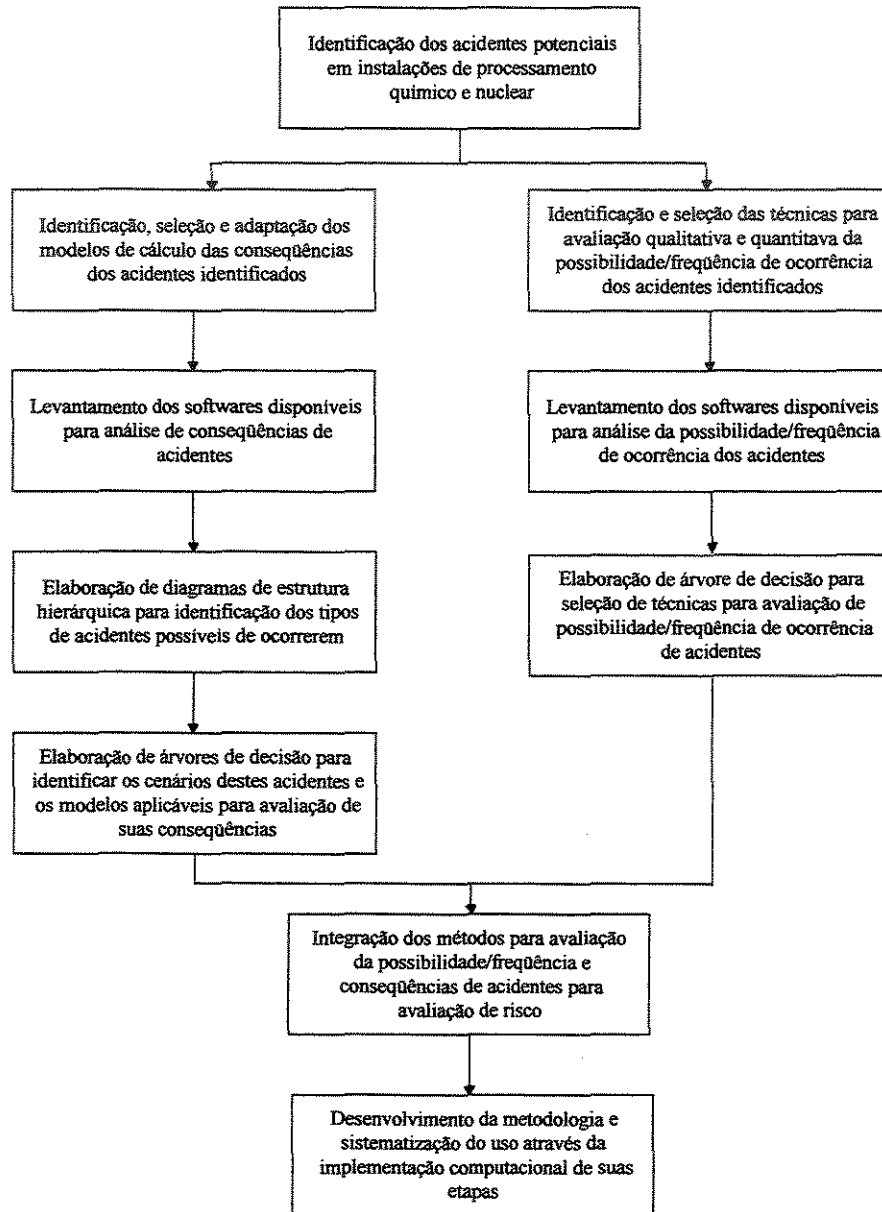 Identificação dos acidentes potenciais
em instalações de processamento
químico e nuclear
Identificação, seleção e adaptação dos
modelos de cálculo das conseqüências
dos acidentes identificados
Identificação e seleção das técnicas para
avaliação qualitativa e quantitava da
possibilidade/freqüência de ocorrência
dos acidentes identificados
Levantamento dos softwares disponíveis
para análise de conseqüências de
acidentes
Levantamento dos softwares disponíveis
para análise da possibilidade/freqüência
de ocorrência dos acidentes
Elaboração de diagramas de estrutura
hierárquica para identificação dos tipos
de acidentes possíveis de ocorrerem
Elaboração de árvore de decisão para
seleção de técnicas para avaliação de
possibilidade/freqüência de ocorrência
de acidentes
Elaboração de árvores de decisão para
identificar os cenários destes acidentes e
os modelos aplicáveis para avaliação de
suas conseqüências
Integração dos métodos para avaliação
da possibilidade/freqüência e
conseqüências de acidentes para
avaliação de risco
Desenvolvimento da metodologia e
sistematização do uso através da
implementação computacional de suas
etapas